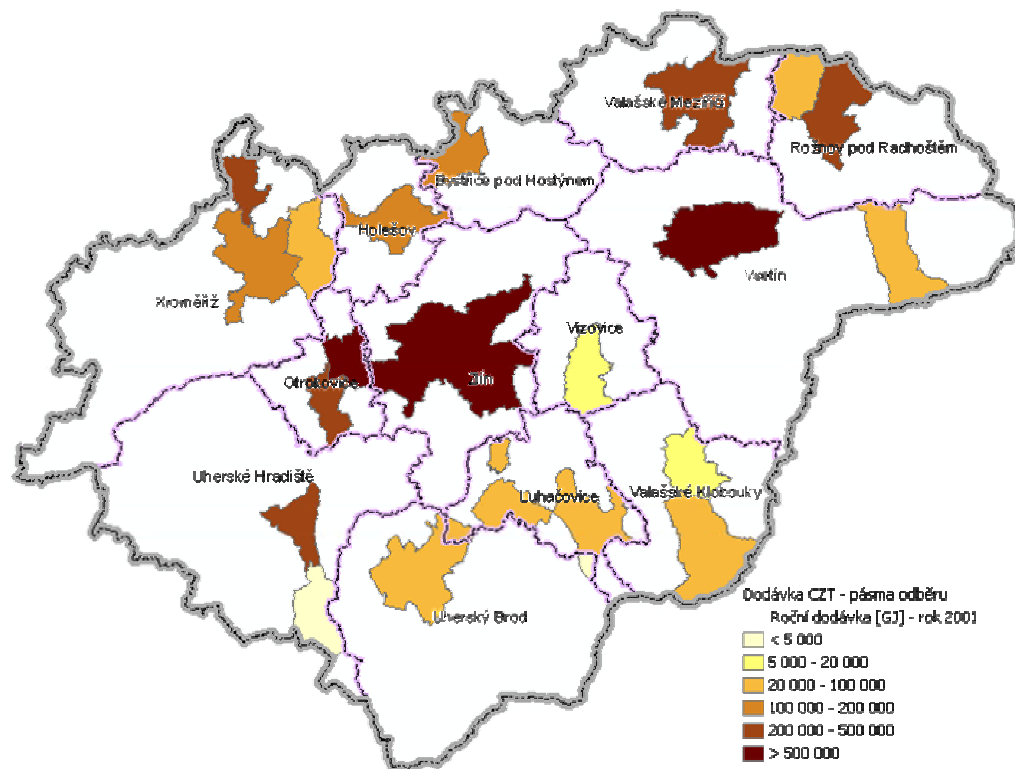 Valašské Meziříčí
Rožnov pod Radhoštěm
Bystřice pod Hostýnem
Holešov
Vsetín
Kroměříž
Vizovice
Otrokovice
Zlín
Uherské Hradiště
Luhačovice
Valašské Klobouky
Uherský Brod
Dodávka CZT - pásma odběru
Roční dodávka [GJ] - rok 2001
< 5 000
5 000 - 20 000
20 000 - 100 000
100 000 - 200 000
200 000 - 500 000
> 500 000